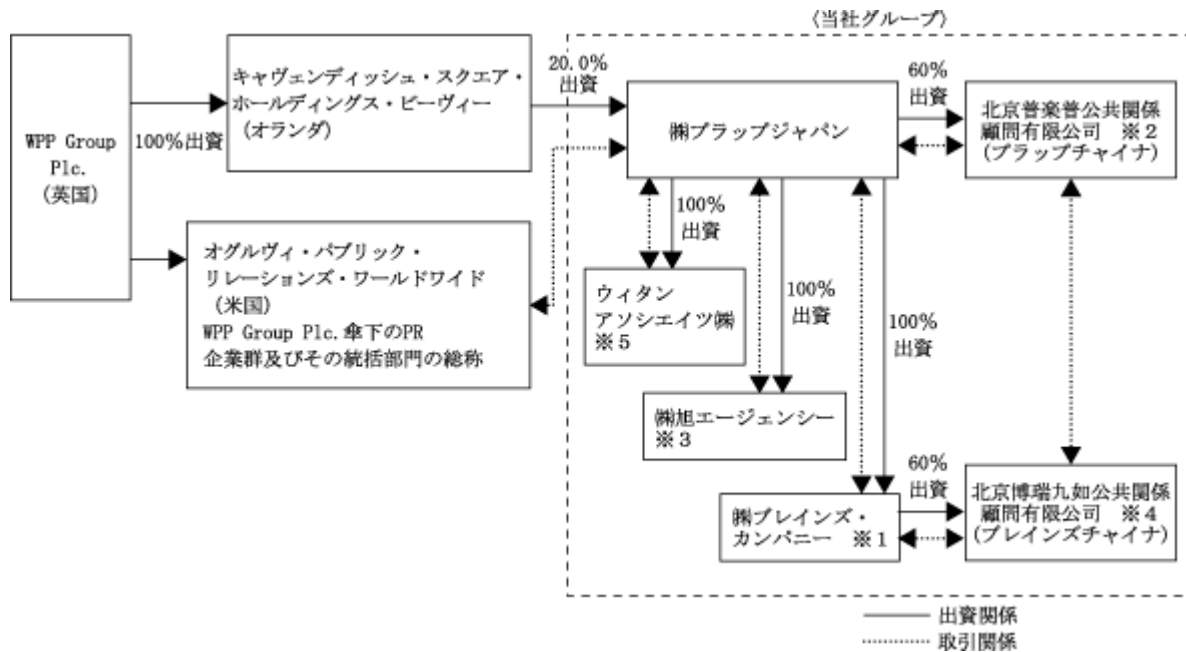 〈当社グループ〉
WPP Group
Plc.
(英国)
100%出資
キャヴェンディッシュ・スクエア・
ホールディングス・ビーヴィー
(オランダ)
20.0%
出資
㈱プラップジャパン
60%
出資
北京普楽普公共関係
顧問有限公司 ※2
(プラップチャイナ)
オグルヴィ・パブリック・
リレーションズ・ワールドワイド
(米国)
WPP Group Plc.傘下のPR
企業群及びその統括部門の総称
100%
出資
ウィタン
アソシエイツ㈱
※5
100%
出資
㈱旭エージェンシー
※3
100%
出資
㈱ブレインズ・
カンパニー ※1
60%
出資
北京博瑞九如公共関係
顧問有限公司 ※4
(ブレインズチャイナ)
出資関係
取引関係